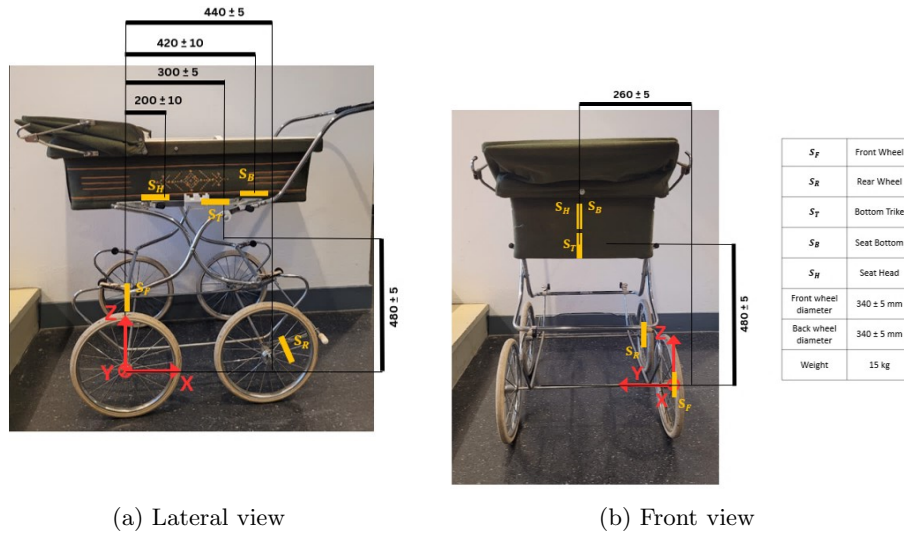 440 ± 5
420 ± 10
300 ± 5
200 ± 10
S_H
S_B
S_T
S_F
Z
Y
X
S_R
480 ± 5
260 ± 5
S_H
S_B
S_T
S_R
Z
Y
X
S_F
480 ± 5
S_F Front Wheel
S_R Rear Wheel
S_T Bottom Trike
S_B Seat Bottom
S_H Seat Head
Front wheel
diameter 340 ± 5 mm
Back wheel
diameter 340 ± 5 mm
Weight 15 kg
(a) Lateral view
(b) Front view